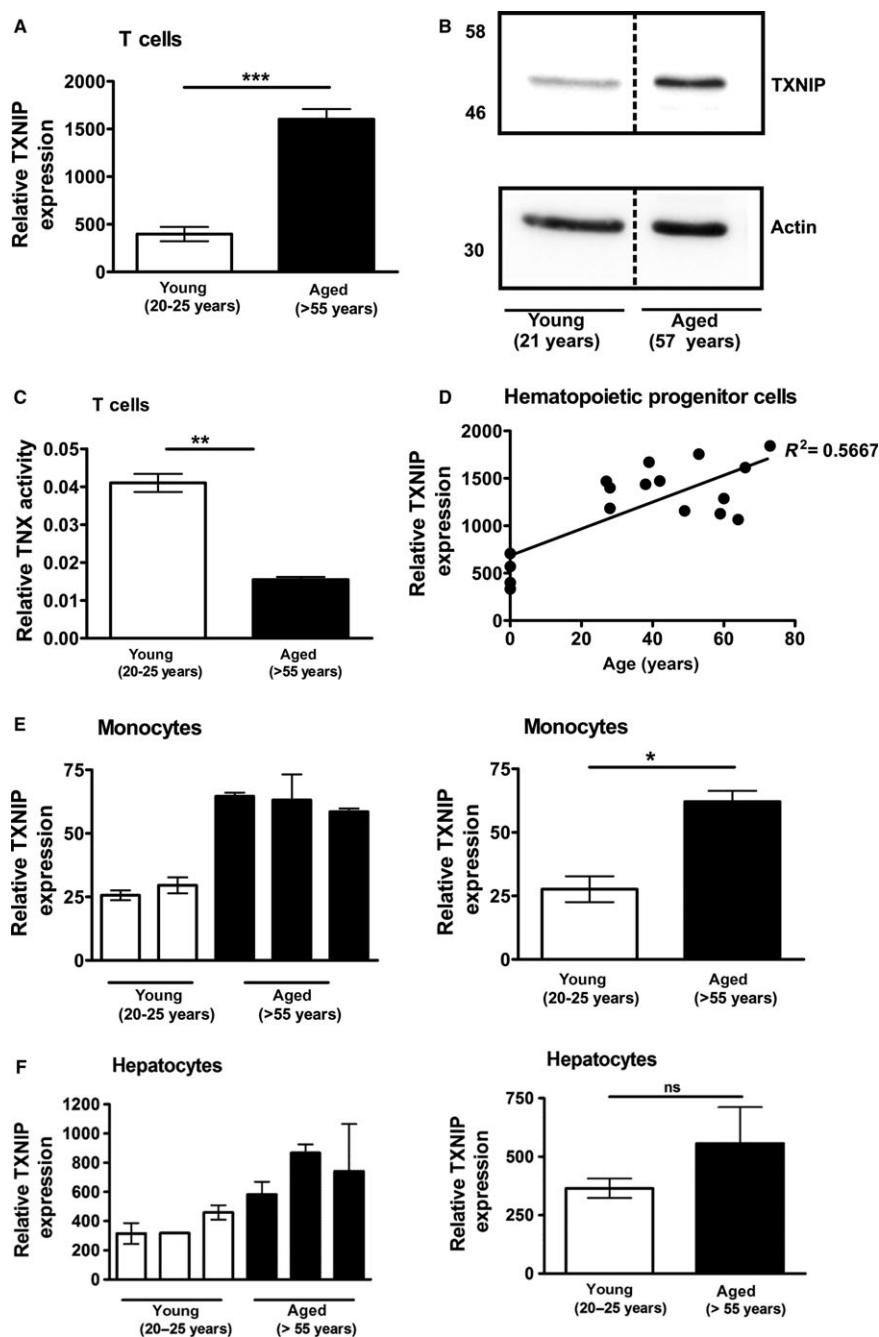 A
T cells
Relative TXNIP
expression
2000
1500
1000
500
0
***
Young
(20-25 years)
Aged
(>55 years)
B
58
46
TXNIP
30
Actin
Young
(21 years)
Aged
(57 years)
C
T cells
Relative TNX activity
0.05
0.04
0.03
0.02
0.01
0.00
**
Young
(20-25 years)
Aged
(>55 years)
D
Hematopoietic progenitor cells
Relative TXNIP
expression
2000
1500
1000
500
0
R²= 0.5667
0 20 40 60 80
Age (years)
E
Monocytes
Relative TXNIP
expression
75
50
25
0
Young
(20-25 years)
Aged
(>55 years)
Monocytes
Relative TXNIP
expression
75
50
25
0
*
Young
(20-25 years)
Aged
(>55 years)
F
Hepatocytes
Relative TXNIP
expression
1200
1000
800
600
400
200
0
Young
(20–25 years)
Aged
(> 55 years)
Hepatocytes
Relative TXNIP
expression
750
500
250
0
ns
Young
(20–25 years)
Aged
(> 55 years)